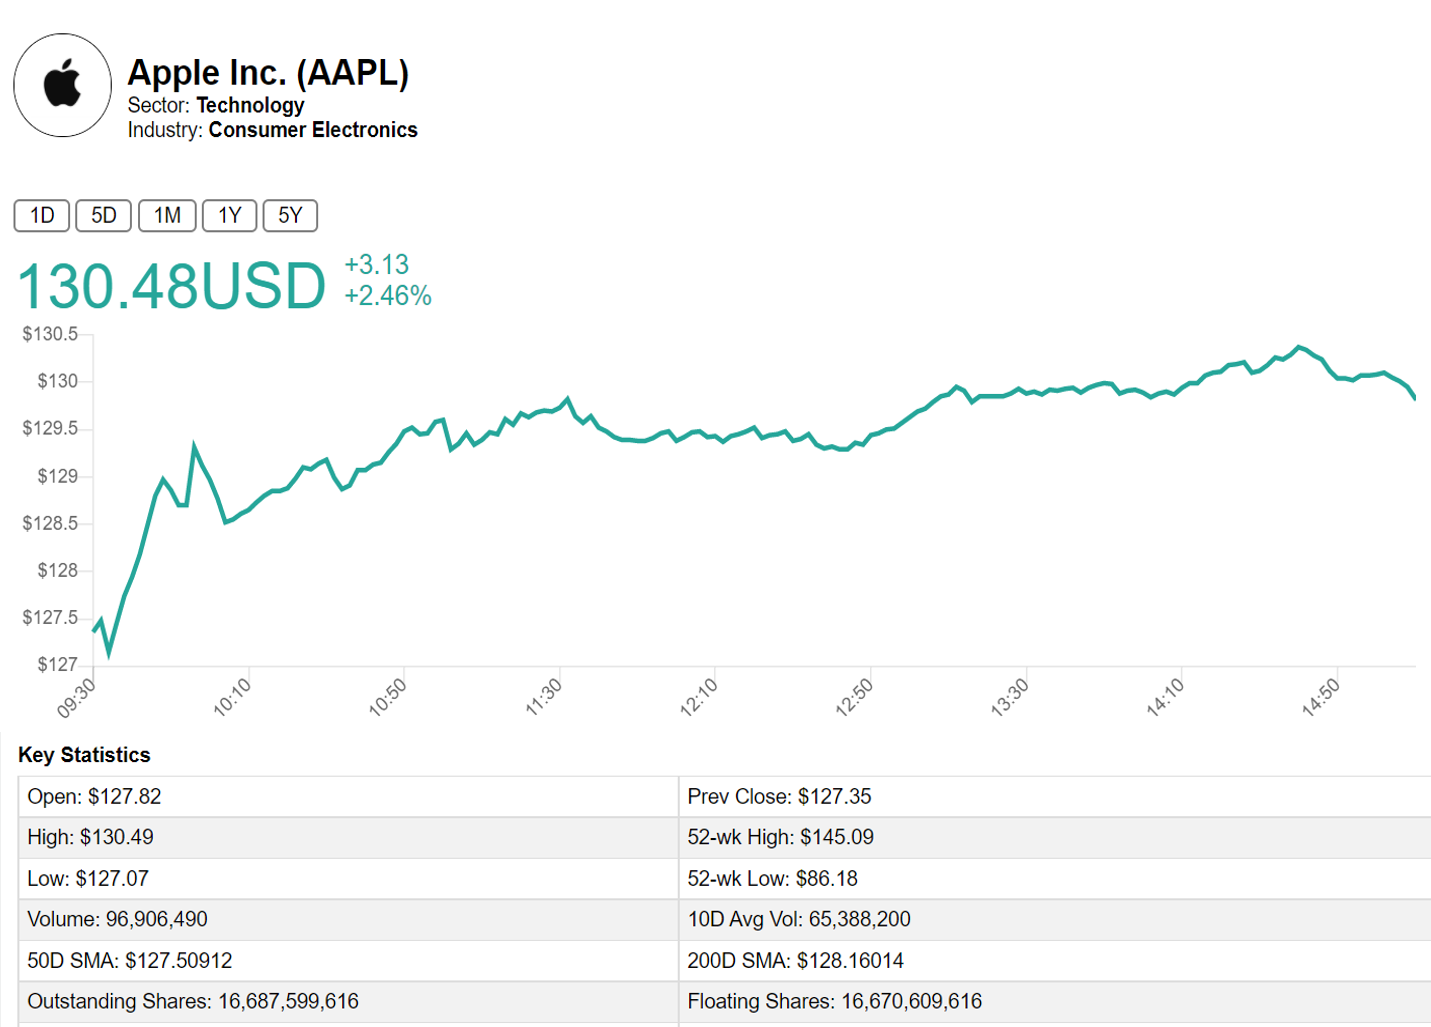 Apple Inc. (AAPL)
Sector: Technology
Industry: Consumer Electronics
1D 5D 1M 1Y 5Y
130.48USD
+3.13
+2.46%
$130.5
$130
$129.5
$129
$128.5
$128
$127.5
$127
09:30 10:10 10:50 11:30 12:10 12:50 13:30 14:10 14:50
Key Statistics
Open: $127.82 Prev Close: $127.35
High: $130.49 52-wk High: $145.09
Low: $127.07 52-wk Low: $86.18
Volume: 96,906,490 10D Avg Vol: 65,388,200
50D SMA: $127.50912 200D SMA: $128.16014
Outstanding Shares: 16,687,599,616 Floating Shares: 16,670,609,616